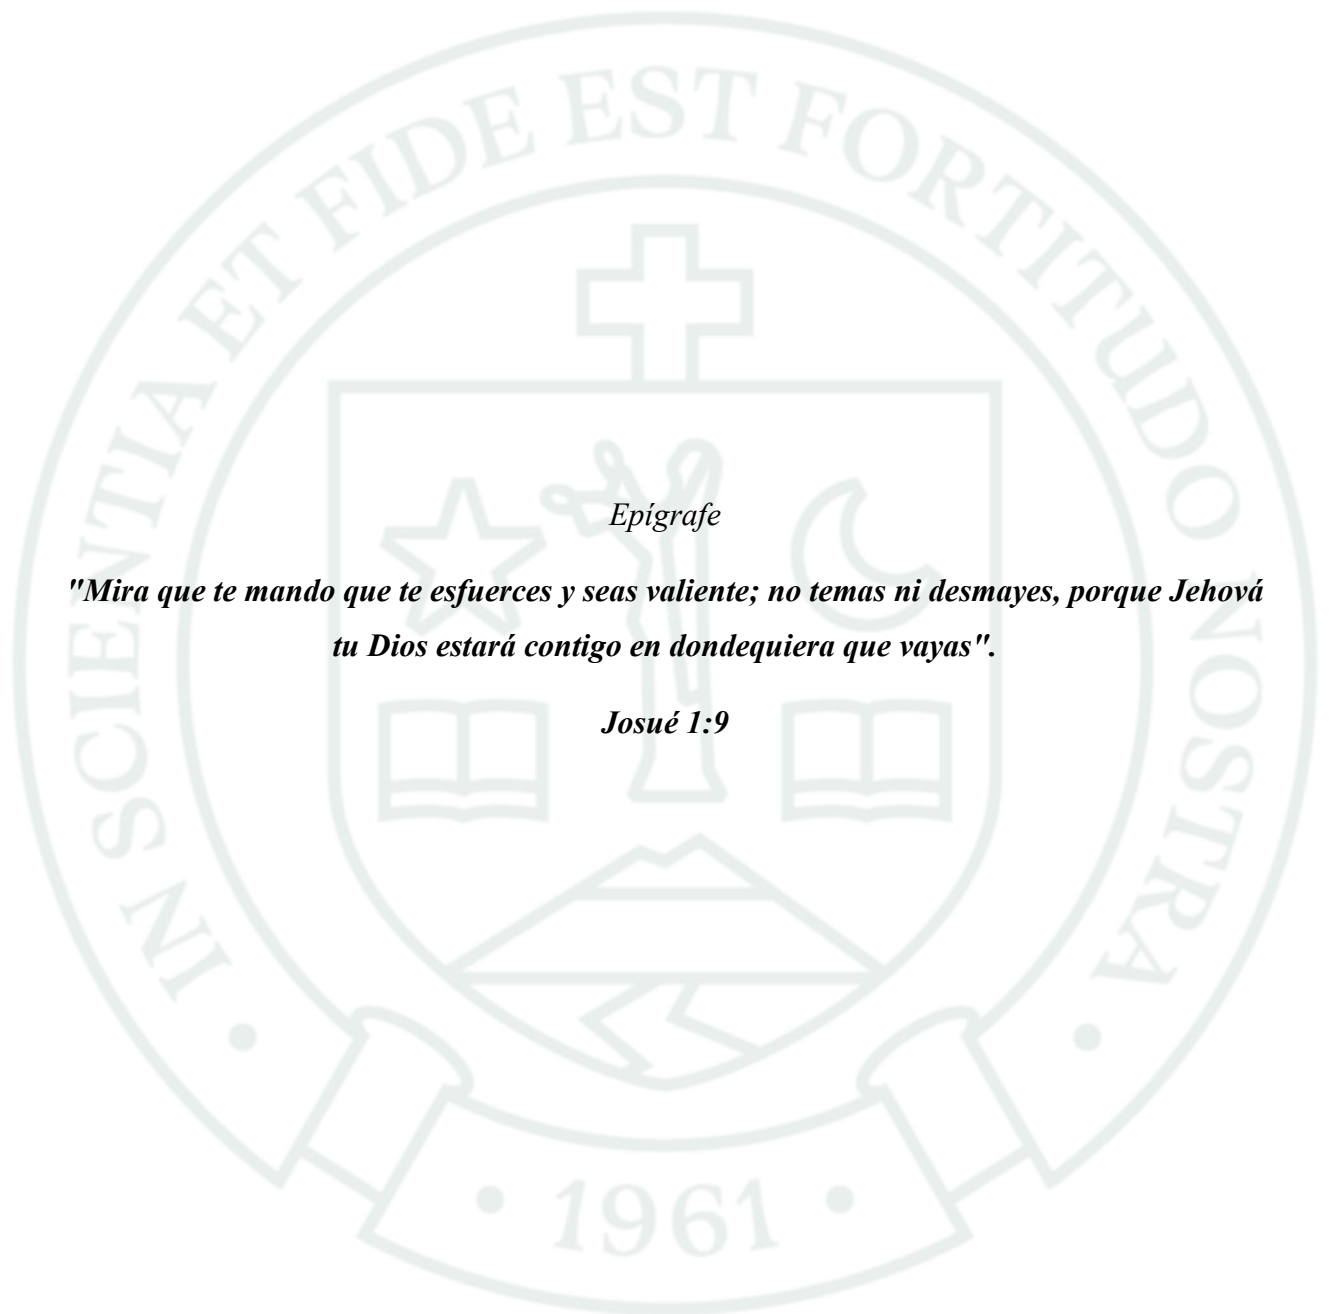 IN SCIENTIA ET FIDE EST FORTITUDO NOSTRA
Epígrafe
"Mira que te mando que te esfuerces y seas valiente; no temas ni desmayes, porque Jehová
tu Dios estará contigo en dondequiera que vayas".
Josué 1:9
• 1961 •